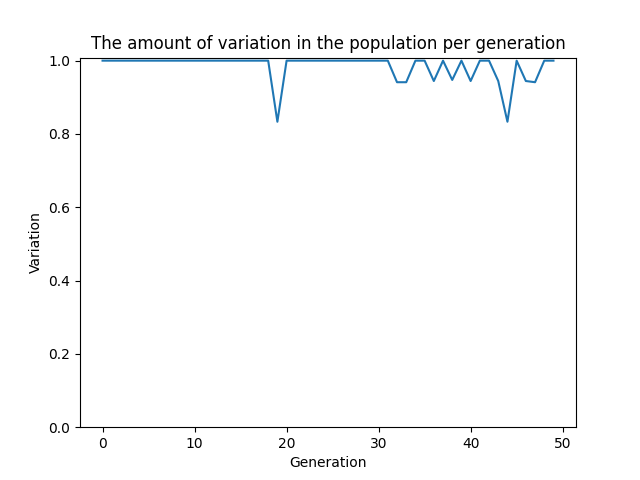 The amount of variation in the population per generation
1.0
0.8
0.6
0.4
0.2
0.0
Variation
0 10 20 30 40 50
Generation